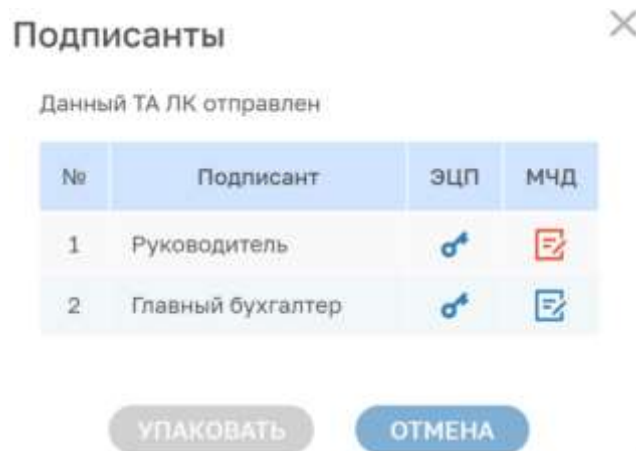 Подписанты
Данный ТА ЛК отправлен
№ Подписант ЭЦП МЧД
1 Руководитель
2 Главный бухгалтер
УПАКОВАТЬ ОТМЕНА